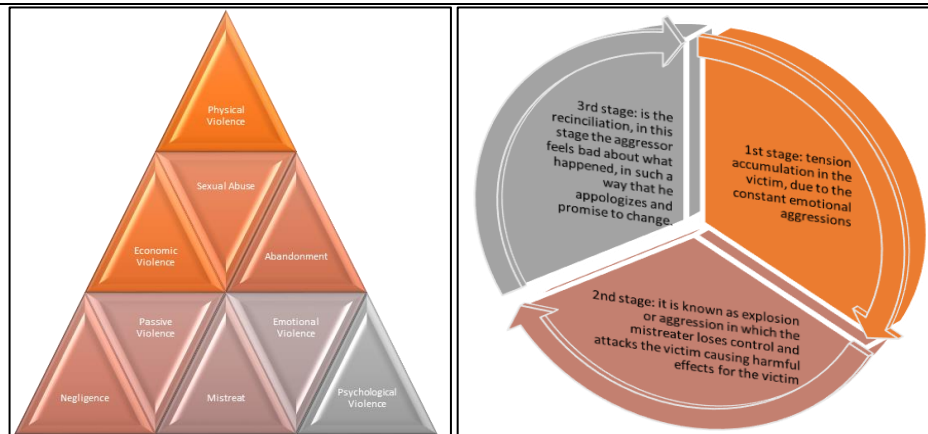 Physical
Violence
Sexual Abuse
Economic
Violence
Abandonment
Passive
Violence
Emotional
Violence
Negligence
Mistreat
Psychological
Violence
3rd stage: is the
recinciliation, in this
stage the aggressor
feels bad about what
happened, in such a
way that he
appologizes and
promise to change.
1st stage: tension
accumulation in the
victim, due to the
constant emotional
aggressions
2nd stage: it is known as explosion
or aggression in which the
mistreater loses control and
attacks the victim causing harmful
effects for the victim